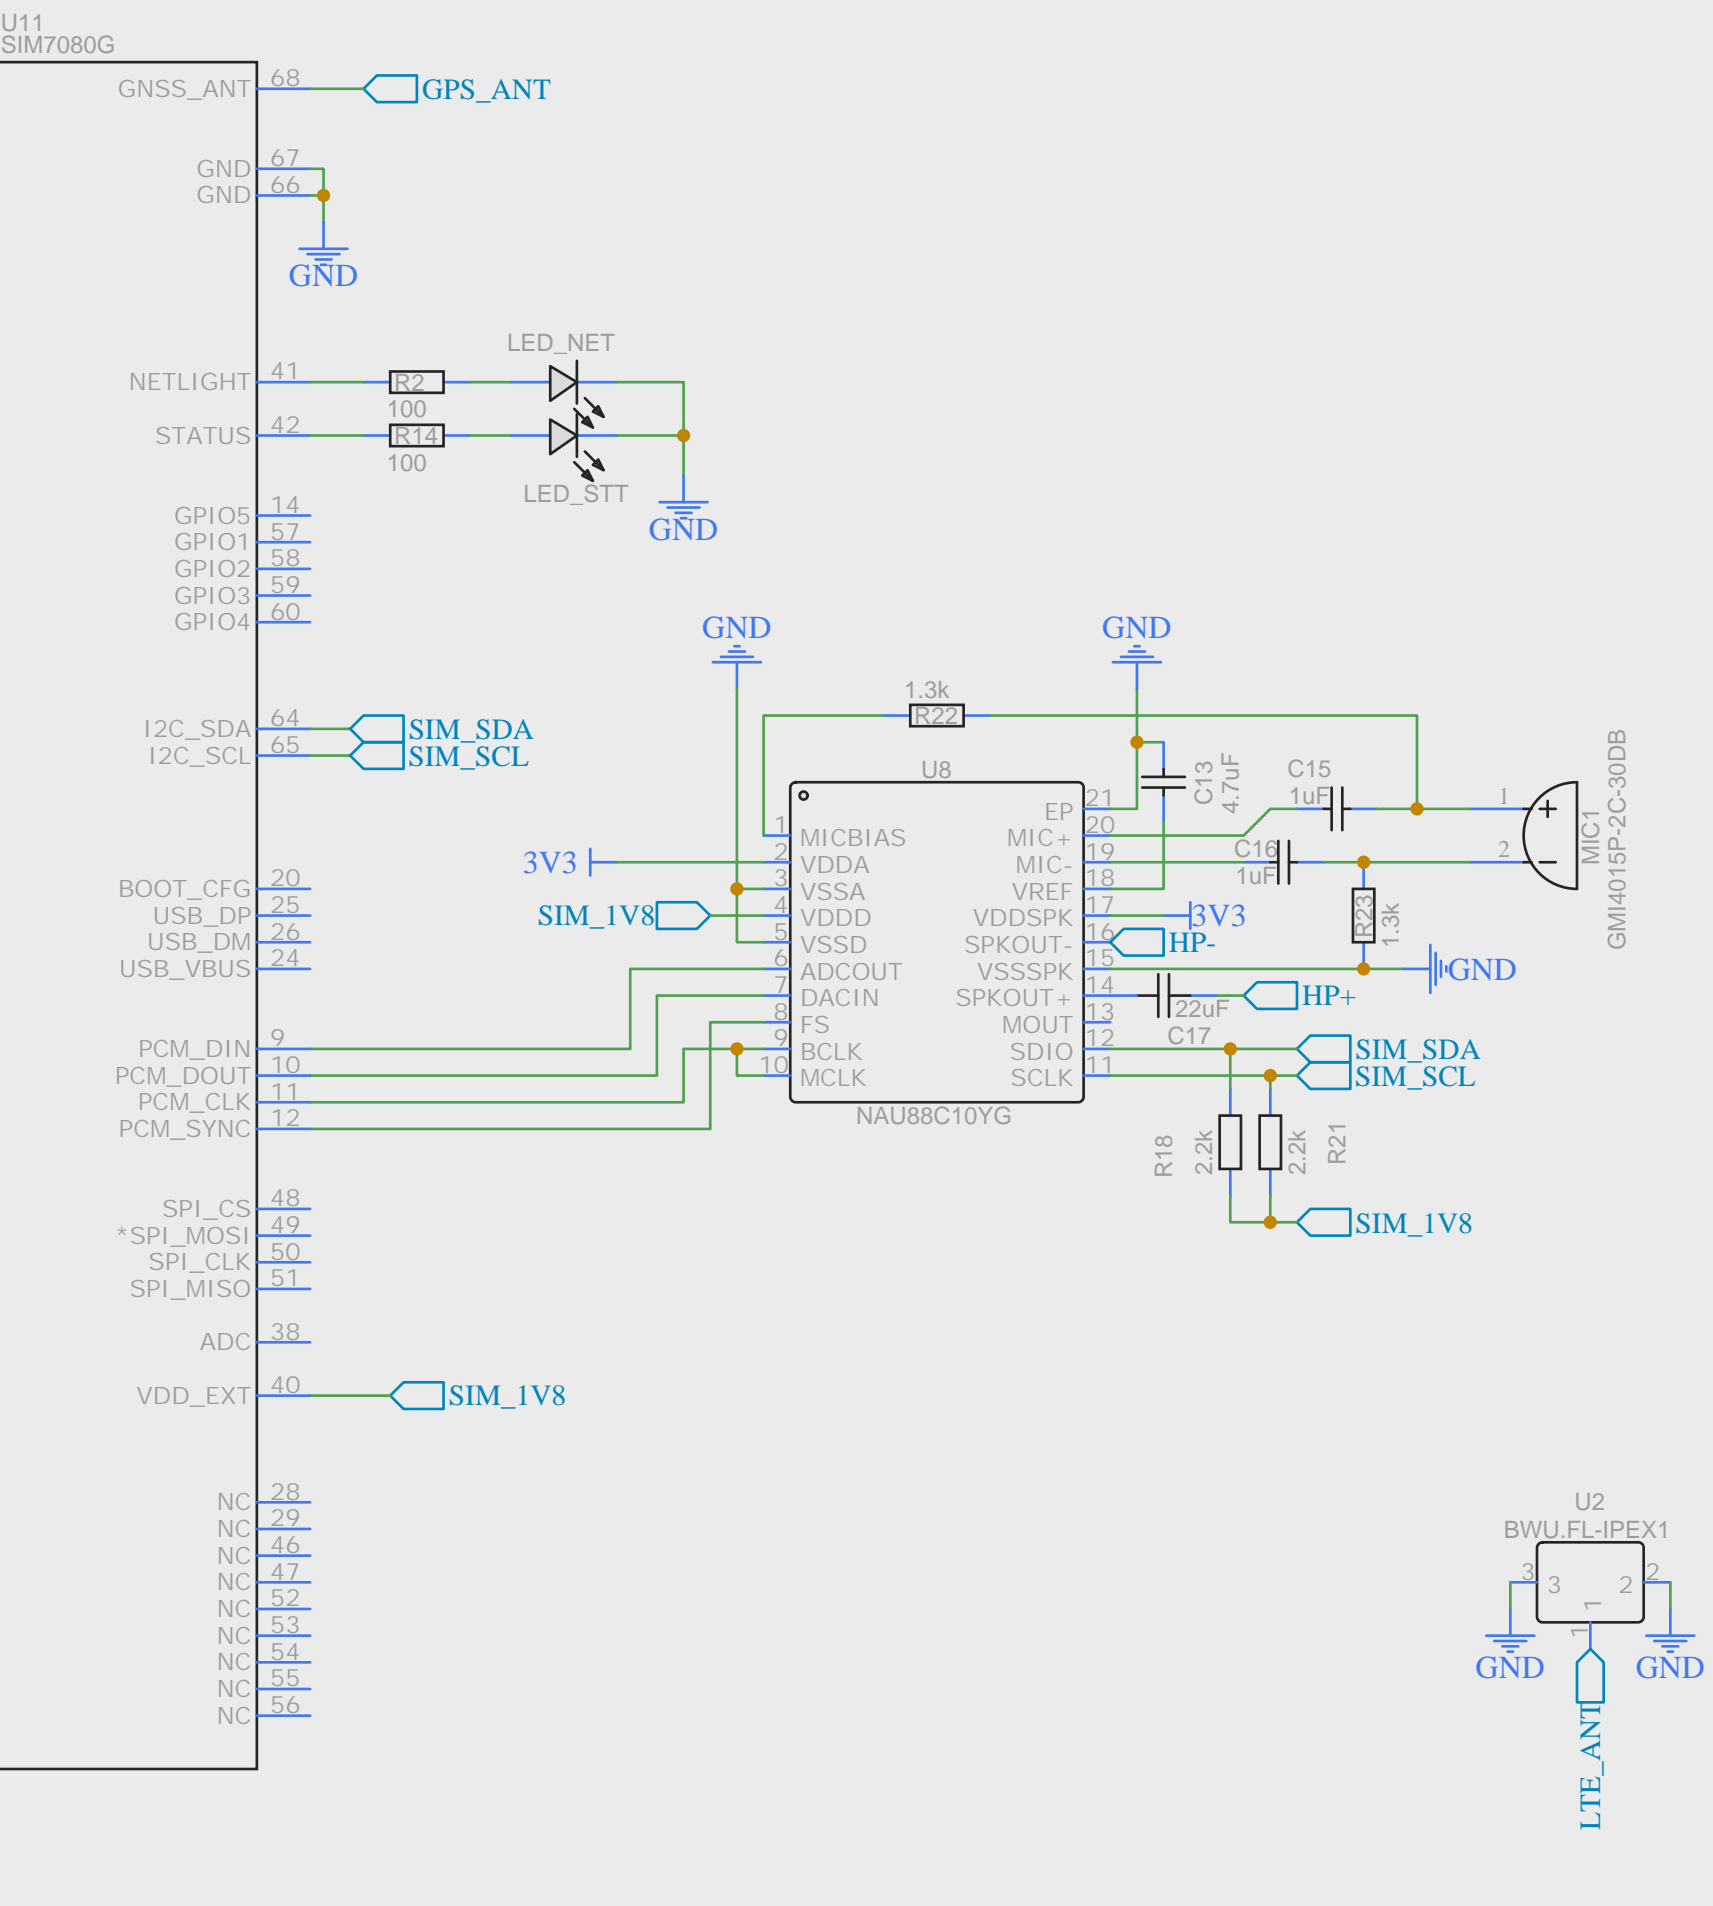 U11
SIM7080G
GNSS_ANT 68 GPS_ANT
GND 67
GND 66
GND
LED_NET
NETLIGHT 41 R2
100
STATUS 42 R14
100
LED_STT
GND
GPIO5 14
GPIO1 57
GPIO2 58
GPIO3 59
GPIO4 60
I2C_SDA 64 SIM_SDA
I2C_SCL 65 SIM_SCL
BOOT_CFG 20
USB_DP 25
USB_DM 26
USB_VBUS 24
PCM_DIN 9
PCM_DOUT 10
PCM_CLK 11
PCM_SYNC 12
SPI_CS 48
*SPI_MOSI 49
SPI_CLK 50
SPI_MISO 51
ADC 38
VDD_EXT 40 SIM_1V8
NC 28
NC 29
NC 46
NC 47
NC 52
NC 53
NC 54
NC 55
NC 56
GND
GND
1.3k
R22
U8
1 MICBIAS
3V3 2 VDDA
3 VSSA
SIM_1V8 4 VDDD
5 VSSD
6 ADCOUT
7 DACIN
8 FS
9 BCLK
10 MCLK
EP 21
MIC+ 20
MIC- 19
VREF 18
VDDSPK 17 3V3
SPKOUT- 16 HP-
VSSSPK 15 GND
SPKOUT+ 14 HP+
MOUT 13
SDIO 12 SIM_SDA
SCLK 11 SIM_SCL
NAU88C10YG
C13
4.7uF
C15
1uF
C16
1uF
22uF
C17
R23
1.3k
1 +
2 −
MIC1
GMI4015P-2C-30DB
R18
2.2k
2.2k
R21
SIM_1V8
U2
BWU.FL-IPEX1
3 3 2 2
1
1
GND
GND
LTE_ANT